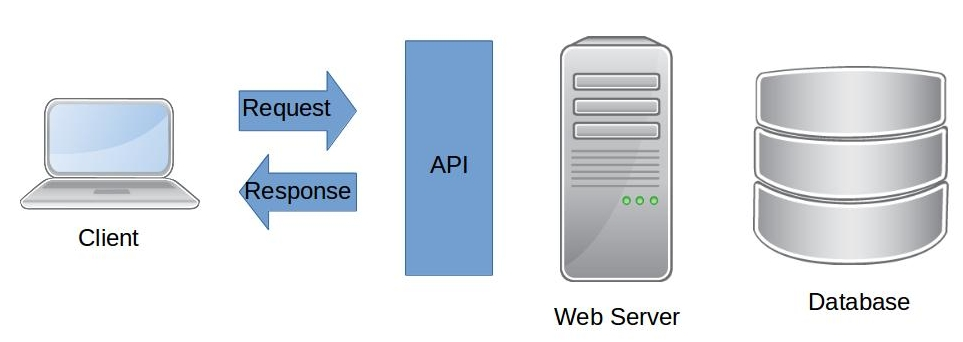 Request
Response
Client
API
Web Server
Database